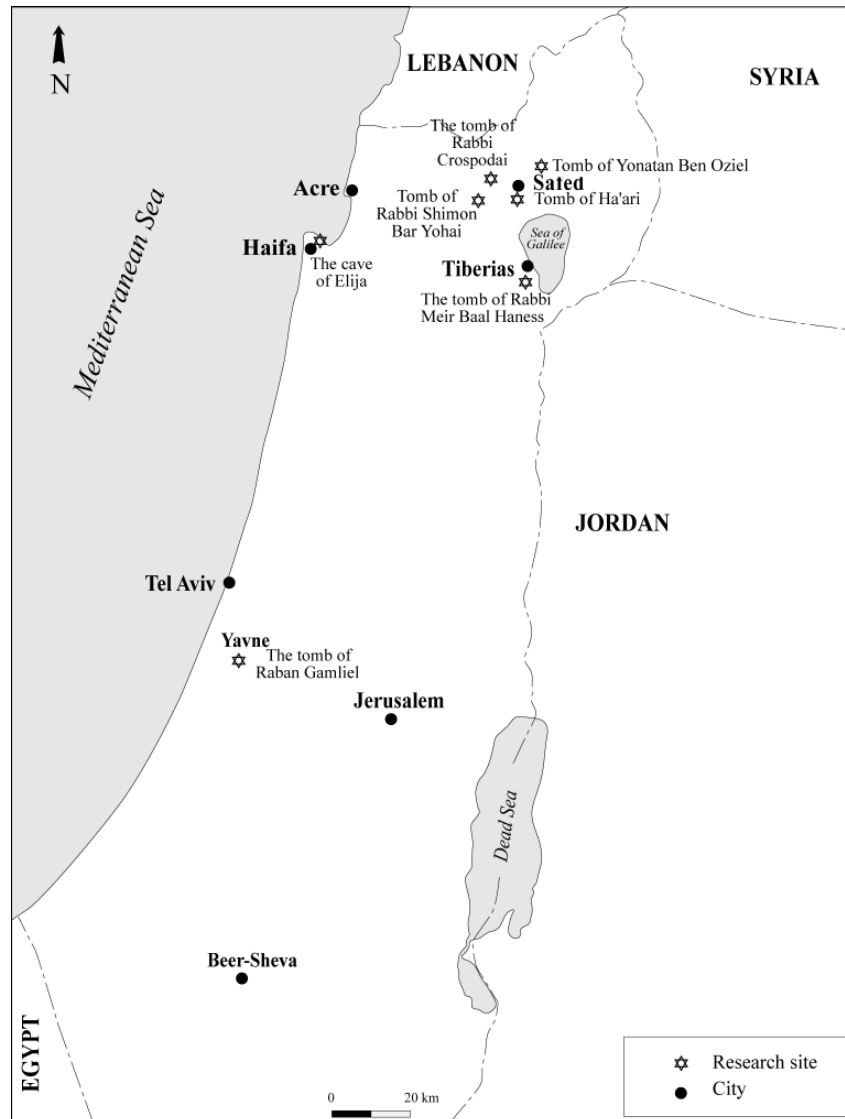 N
LEBANON
SYRIA
The tomb of
Rabbi
Crospodai
Tomb of Yonatan Ben Oziel
Safed
Tomb of Ha'ari
Acre
Tomb of
Rabbi Shimon
Bar Yohai
Sea of
Galilee
Haifa
The cave
of Elija
Tiberias
The tomb of Rabbi
Meir Baal Haness
Mediterranean Sea
JORDAN
Tel Aviv
Yavne
The tomb of
Raban Gamliel
Jerusalem
Dead Sea
Beer-Sheva
EGYPT
Research site
City
0 20 km